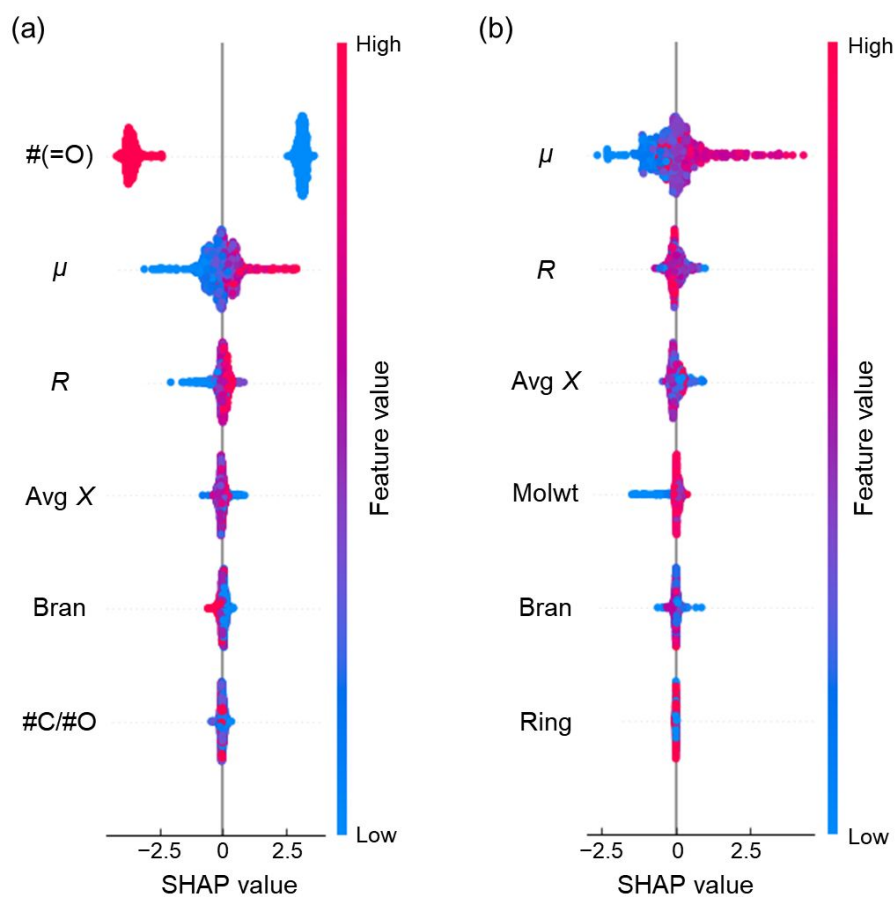 (a)
High
#(=O)
μ
R
Avg X
Bran
#C/#O
Low
Feature value
−2.5 0 2.5
SHAP value
(b)
High
μ
R
Avg X
Molwt
Bran
Ring
Low
Feature value
−2.5 0 2.5
SHAP value